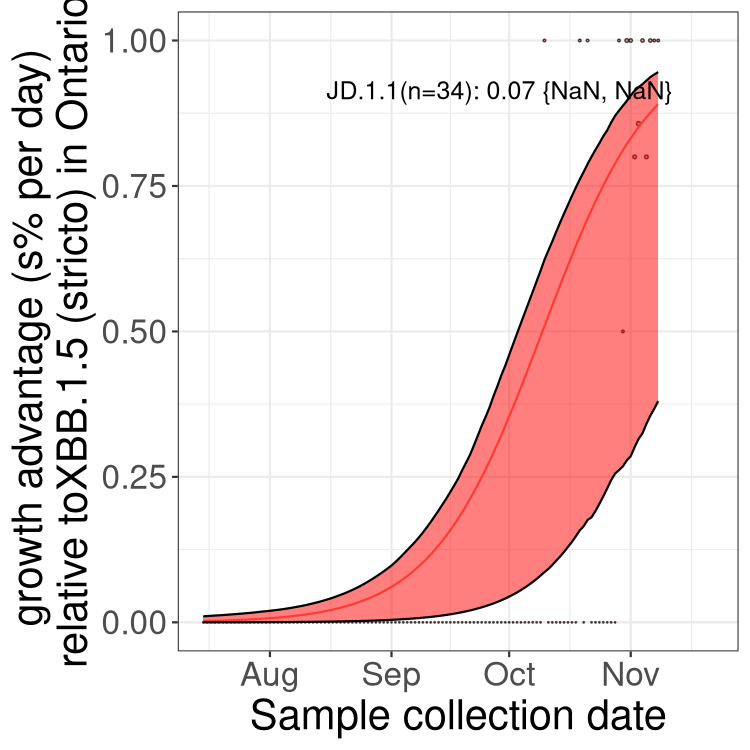 growth advantage (s% per day)
relative toXBB.1.5 (stricto) in Ontario
1.00
0.75
0.50
0.25
0.00
JD.1.1(n=34): 0.07 {NaN, NaN}
Aug Sep Oct Nov
Sample collection date